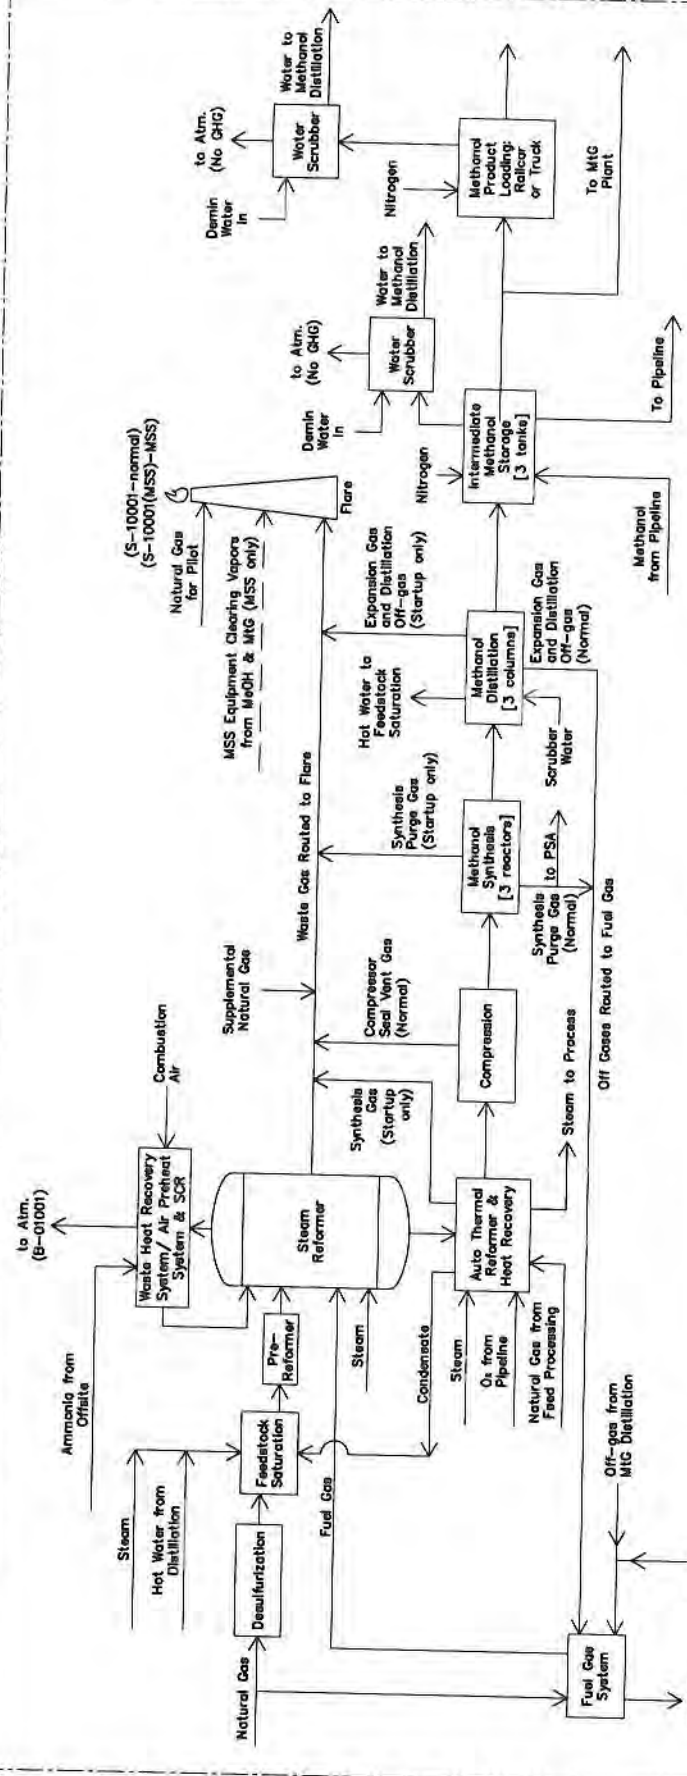 Natural Gas
Desulfurization
Steam
Hot Water from
Distillation
Feedstock
Saturation
Pre-
Reformer
Ammonia from
Offsite
to Atm.
(B-01001)
Waste Heat Recovery
System/ Air Preheat
System & SCR
Combustion
Air
Steam
Reformer
Steam
Fuel Gas
Condensate
Steam
O₂ from
Pipeline
Natural Gas from
Feed Processing
Auto Thermal
Reformer &
Heat Recovery
Steam to Process
Synthesis
Gas
(Startup
only)
Compression
Compressor
Seal Vent Gas
(Normal)
Supplemental
Natural Gas
Waste Gas Routed to Flare
Methanol
Synthesis
[3 reactors]
Synthesis
Purge Gas
(Startup only)
Synthesis
Purge Gas
(Normal)
to PSA
Methanol
Distillation
[3 columns]
Hot Water to
Feedstock
Saturation
Expansion Gas
and Distillation
Off-gas
(Startup only)
Scrubber
Water
Expansion Gas
and Distillation
Off-gas
(Normal)
Off Gases Routed to Fuel Gas
(S-10001-normal)
(S-10001(MSS)-MSS)
Natural Gas
for Pilot
MSS Equipment Clearing Vapors
from MeOH & MtG (MSS only)
Flare
Nitrogen
Intermediate
Methanol
Storage
[3 tanks]
Methanol
from Pipeline
To Pipeline
Demin
Water
In
to Atm.
(No GHG)
Water
Scrubber
Water to
Methanol
Distillation
Nitrogen
Methanol
Product
Loading:
Railcar
or Truck
To MtG
Plant
Demin
Water
In
to Atm.
(No GHG)
Water
Scrubber
Water to
Methanol
Distillation
Fuel Gas
System
Off-gas from
MtG Distillation